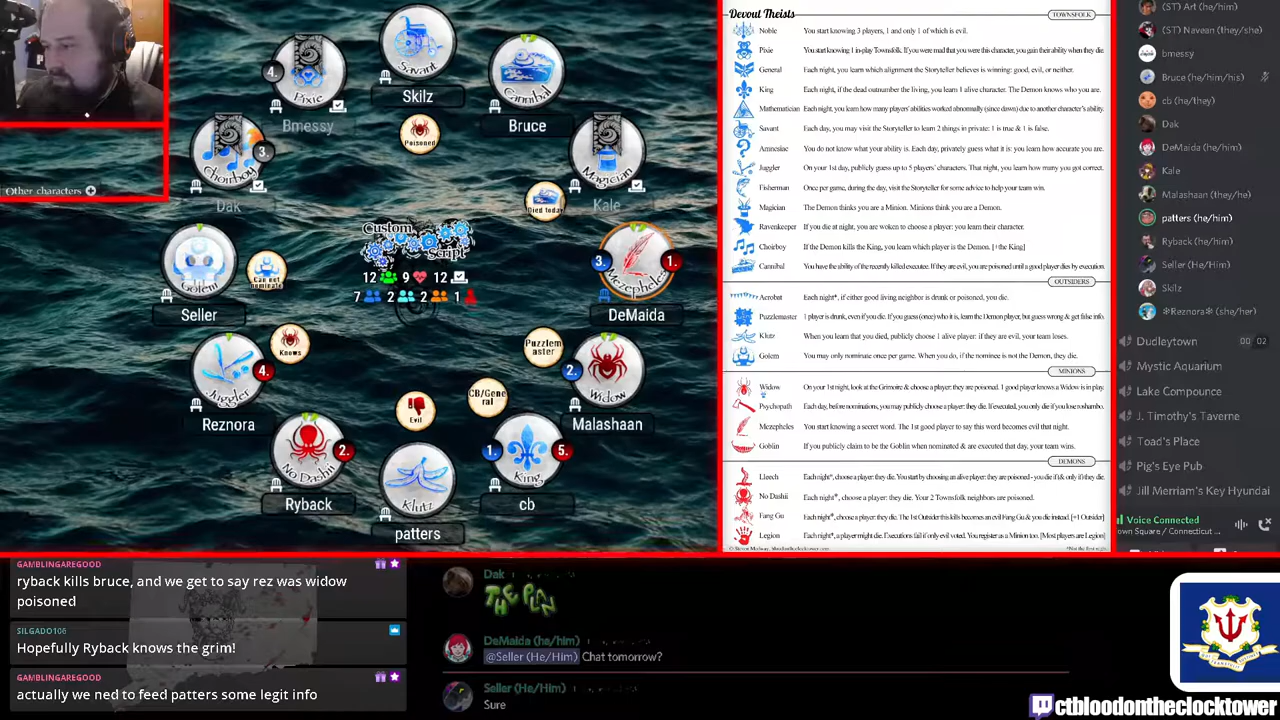 Other characters
4.
Pixie
Bmessy
Savant
Skilz
Cannibal
Bruce
Poisoned
Choirboy
3.
Dak
Magician
Kale
Died today
Custom Script
12 9 12
7 2 2 1
Golem
Can not nominate
Seller
3.
Mezepheles
1.
DeMaida
Knows
Juggler
4.
Reznora
Puzzlem aster
2.
Widow
Malashaan
CB/Gene ral
Evil
No Dashii
2.
Ryback
Klutz
patters
1.
King
5.
cb
Devout Theists
TOWNSFOLK
Noble You start knowing 3 players, 1 and only 1 of which is evil.
Pixie You start knowing 1 in-play Townsfolk. If you were mad that you were this character, you gain their ability when they die.
General Each night, you learn which alignment the Storyteller believes is winning: good, evil, or neither.
King Each night, if the dead outnumber the living, you learn 1 alive character. The Demon knows who you are.
Mathematician Each night, you learn how many players' abilities worked abnormally (since dawn) due to another character's ability.
Savant Each day, you may visit the Storyteller to learn 2 things in private: 1 is true & 1 is false.
Amnesiac You do not know what your ability is. Each day, privately guess what it is: you learn how accurate you are.
Juggler On your 1st day, publicly guess up to 5 players' characters. That night, you learn how many you got correct.
Fisherman Once per game, during the day, visit the Storyteller for some advice to help your team win.
Magician The Demon thinks you are a Minion. Minions think you are a Demon.
Ravenkeeper If you die at night, you are woken to choose a player: you learn their character.
Choirboy If the Demon kills the King, you learn which player is the Demon. [+the King]
Cannibal You have the ability of the recently killed executee. If they are evil, you are poisoned until a good player dies by execution.
OUTSIDERS
Acrobat Each night*, if either good living neighbor is drunk or poisoned, you die.
Puzzlemaster 1 player is drunk, even if you die. If you guess (once) who it is, learn the Demon player, but guess wrong & get false info.
Klutz When you learn that you died, publicly choose 1 alive player: if they are evil, your team loses.
Golem You may only nominate once per game. When you do, if the nominee is not the Demon, they die.
MINIONS
Widow On your 1st night, look at the Grimoire & choose a player: they are poisoned. 1 good player knows a Widow is in play.
Psychopath Each day, before nominations, you may publicly choose a player: they die. If executed, you only die if you lose roshambo.
Mezepheles You start knowing a secret word. The 1st good player to say this word becomes evil that night.
Goblin If you publicly claim to be the Goblin when nominated & are executed that day, your team wins.
DEMONS
Lleech Each night*, choose a player: they die. You start by choosing an alive player: they are poisoned - you die if & only if they die.
No Dashii Each night*, choose a player: they die. Your 2 Townsfolk neighbors are poisoned.
Fang Gu Each night*, choose a player: they die. The 1st Outsider this kills becomes an evil Fang Gu & you die instead. [+1 Outsider]
Legion Each night*, a player might die. Executions fail if only evil voted. You register as a Minion too. [Most players are Legion]
*Not the first night
(ST) Art (he/him)
(ST) Navean (they/she)
bmessy
Bruce (he/him/his)
cb (he/they)
Dak
DeMaida (he/him)
Kale
Malashaan (they/he)
patters (he/him)
Ryback (he/him)
Seller (He/Him)
Skilz
☆Reznora☆ (she/her)
Dudleytown 00 02
Mystic Aquarium
Lake Compounce
J. Timothy's Taverne
Toad's Place
Pig's Eye Pub
Jill Miriam's Key Hyundai
Voice Connected
own Square / Connecticut ...
GAMBLINGAREGOOD
ryback kills bruce, and we get to say rez was widow
poisoned
SILGADO106
Hopefully Ryback knows the grim!
GAMBLINGAREGOOD
actually we ned to feed patters some legit info
Dak
THE PLAN
DeMaida (he/him)
@Seller (He/Him) Chat tomorrow?
Seller (He/Him)
Sure
ctbloodontheclocktower